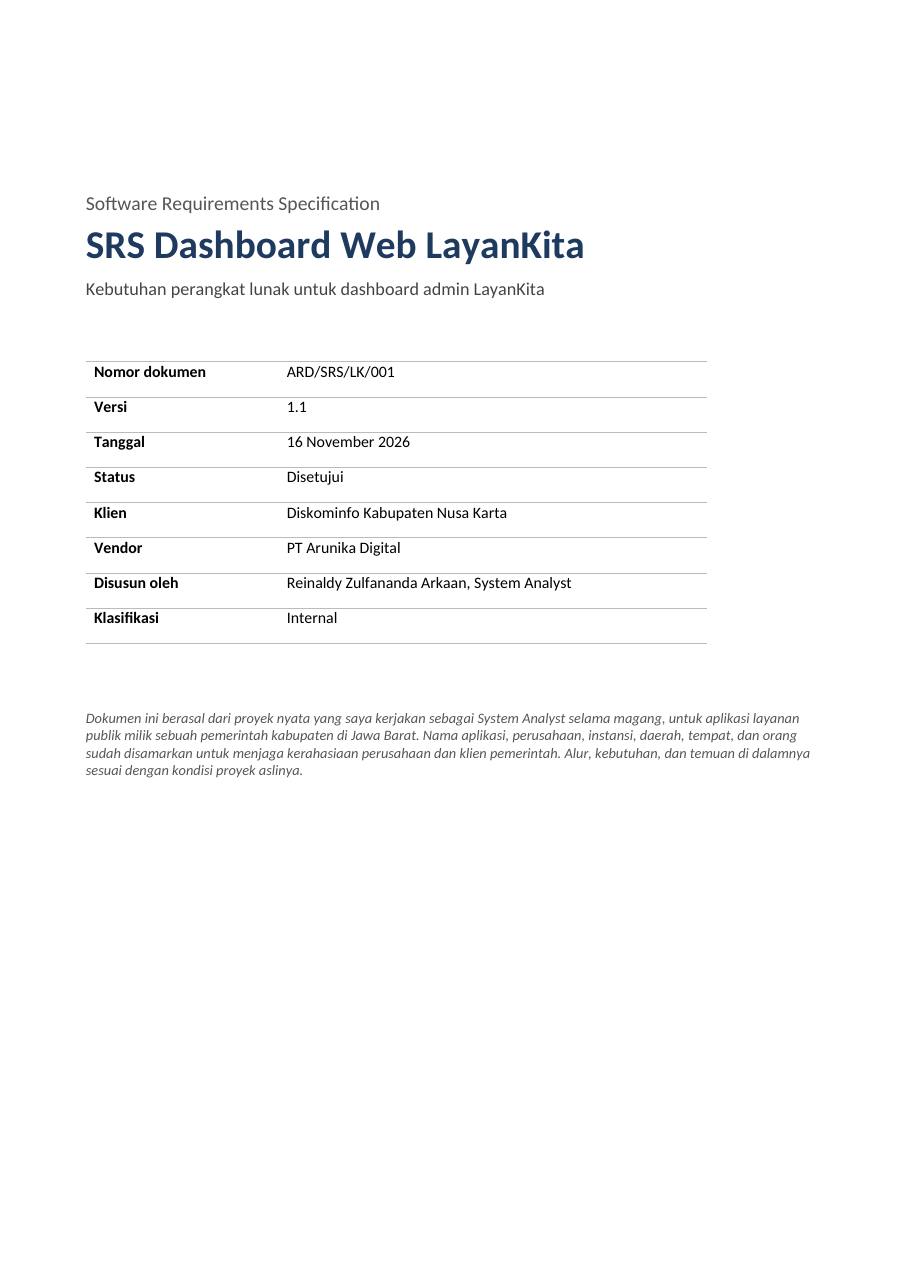 Software Requirements Specification
SRS Dashboard Web LayanKita
Kebutuhan perangkat lunak untuk dashboard admin LayanKita
Nomor dokumen ARD/SRS/LK/001
Versi 1.1
Tanggal 16 November 2026
Status Disetujui
Klien Diskominfo Kabupaten Nusa Karta
Vendor PT Arunika Digital
Disusun oleh Reinaldy Zulfananda Arkaan, System Analyst
Klasifikasi Internal
Dokumen ini berasal dari proyek nyata yang saya kerjakan sebagai System Analyst selama magang, untuk aplikasi layanan
publik milik sebuah pemerintah kabupaten di Jawa Barat. Nama aplikasi, perusahaan, instansi, daerah, tempat, dan orang
sudah disamarkan untuk menjaga kerahasiaan perusahaan dan klien pemerintah. Alur, kebutuhan, dan temuan di dalamnya
sesuai dengan kondisi proyek aslinya.